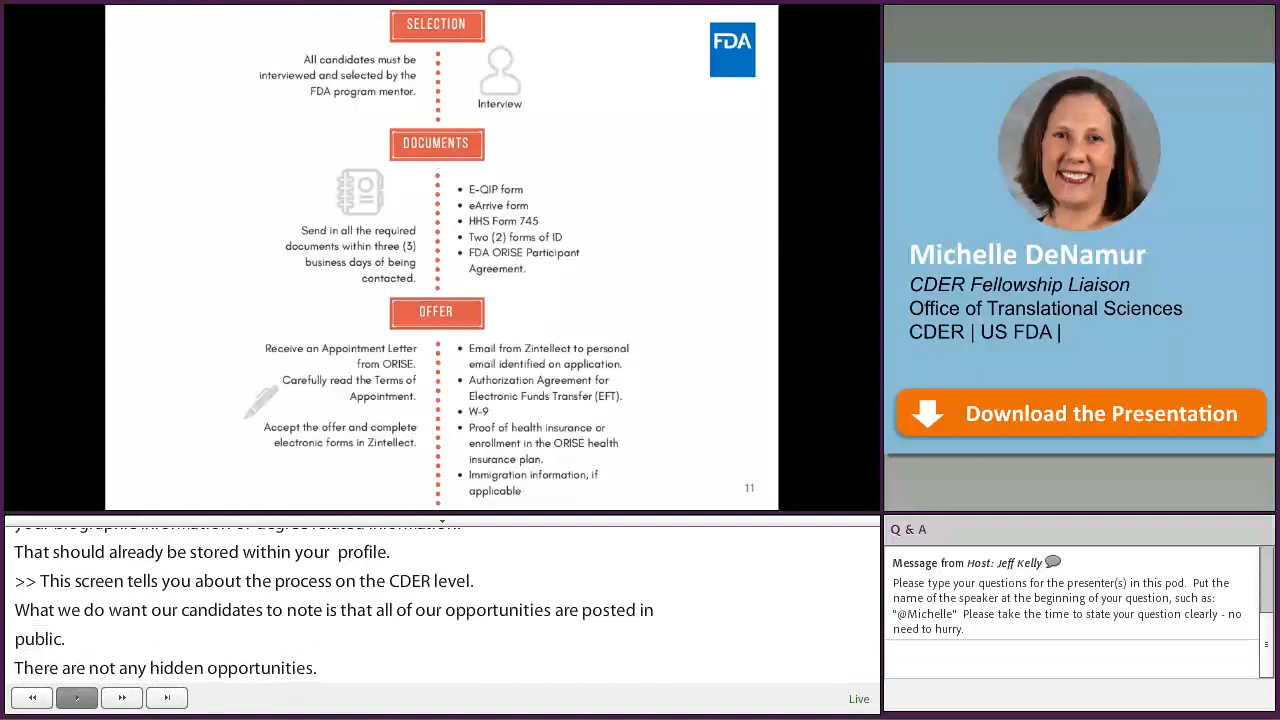 SELECTION
FDA
All candidates must be
interviewed and selected by the
FDA program mentor.
Interview
DOCUMENTS
Send in all the required
documents within three (3)
business days of being
contacted.
• E-QIP form
• eArrive form
• HHS Form 745
• Two (2) forms of ID
• FDA ORISE Participant
Agreement.
OFFER
Receive an Appointment Letter
from ORISE.
Carefully read the Terms of
Appointment.
Accept the offer and complete
electronic forms in Zintellect.
• Email from Zintellect to personal
email identified on application.
• Authorization Agreement for
Electronic Funds Transfer (EFT).
• W-9
• Proof of health insurance or
enrollment in the ORISE health
insurance plan.
• Immigration information, if
applicable
11
Michelle DeNamur
CDER Fellowship Liaison
Office of Translational Sciences
CDER | US FDA |
Download the Presentation
your biographic information or degree related information.
That should already be stored within your profile.
>> This screen tells you about the process on the CDER level.
What we do want our candidates to note is that all of our opportunities are posted in
public.
There are not any hidden opportunities.
Live
Q & A
Message from Host: Jeff Kelly
Please type your questions for the presenter(s) in this pod. Put the
name of the speaker at the beginning of your question, such as:
"@Michelle" Please take the time to state your question clearly - no
need to hurry.